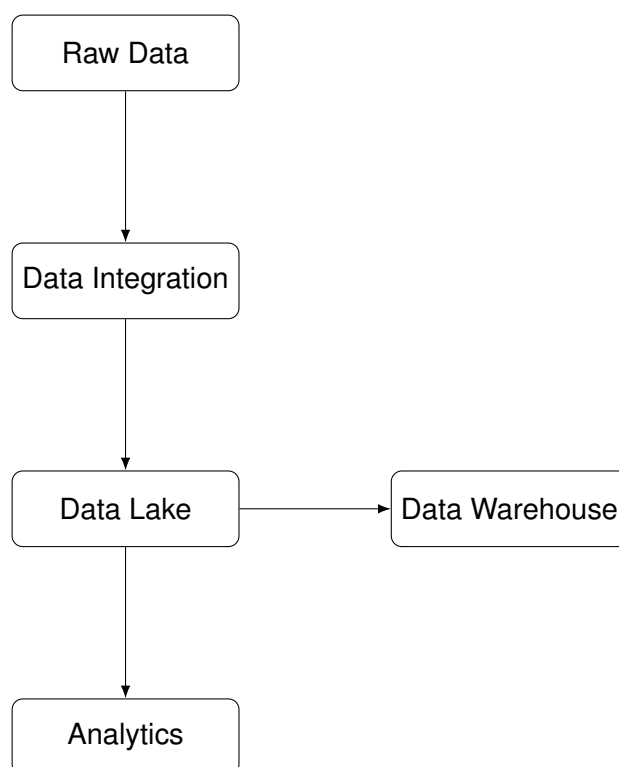 Raw Data
Data Integration
Data Lake
Data Warehouse
Analytics